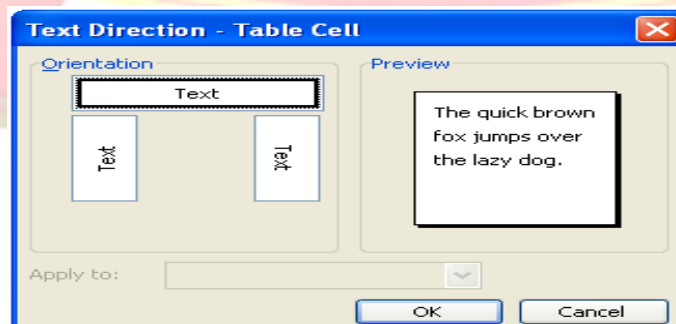 Text Direction - Table Cell
Orientation
Text
Text
Text
Preview
The quick brown
fox jumps over
the lazy dog.
Apply to:
OK
Cancel